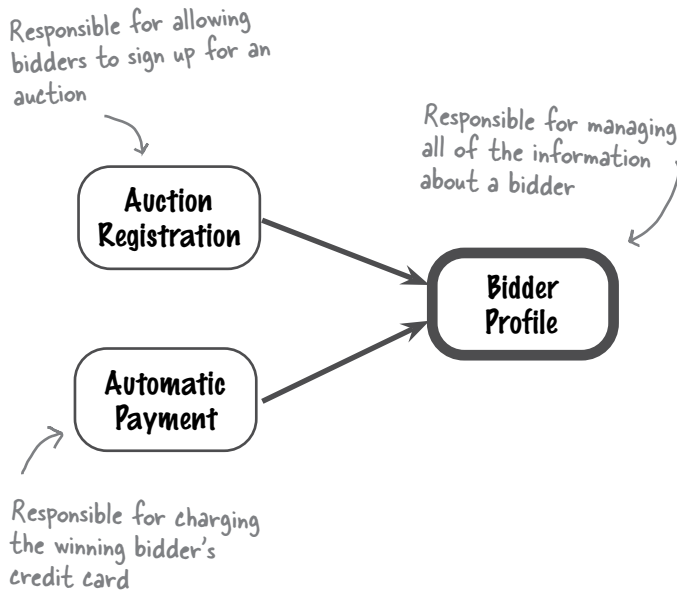 Responsible for allowing
bidders to sign up for an
auction
Responsible for managing
all of the information
about a bidder
Auction
Registration
Bidder
Profile
Automatic
Payment
Responsible for charging
the winning bidder's
credit card